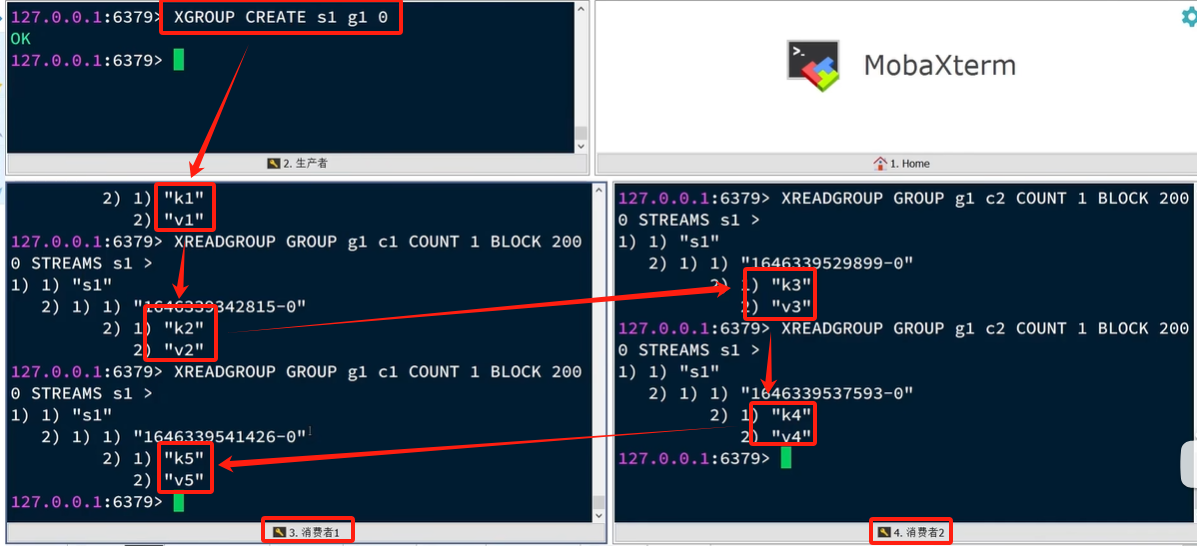 127.0.0.1:6379> XGROUP CREATE s1 g1 0
OK
127.0.0.1:6379>
2. 生产者
MobaXterm
1. Home
2) 1) "k1"
2) "v1"
127.0.0.1:6379> XREADGROUP GROUP g1 c1 COUNT 1 BLOCK 200
0 STREAMS s1 >
1) 1) "s1"
2) 1) 1) "1646339342815-0"
2) 1) "k2"
2) "v2"
127.0.0.1:6379> XREADGROUP GROUP g1 c1 COUNT 1 BLOCK 200
0 STREAMS s1 >
1) 1) "s1"
2) 1) 1) "1646339541426-0"
2) 1) "k5"
2) "v5"
127.0.0.1:6379>
3. 消费者1
127.0.0.1:6379> XREADGROUP GROUP g1 c2 COUNT 1 BLOCK 200
0 STREAMS s1 >
1) 1) "s1"
2) 1) 1) "1646339529899-0"
2) 1) "k3"
2) "v3"
127.0.0.1:6379> XREADGROUP GROUP g1 c2 COUNT 1 BLOCK 200
0 STREAMS s1 >
1) 1) "s1"
2) 1) 1) "1646339537593-0"
2) 1) "k4"
2) "v4"
127.0.0.1:6379>
4. 消费者2